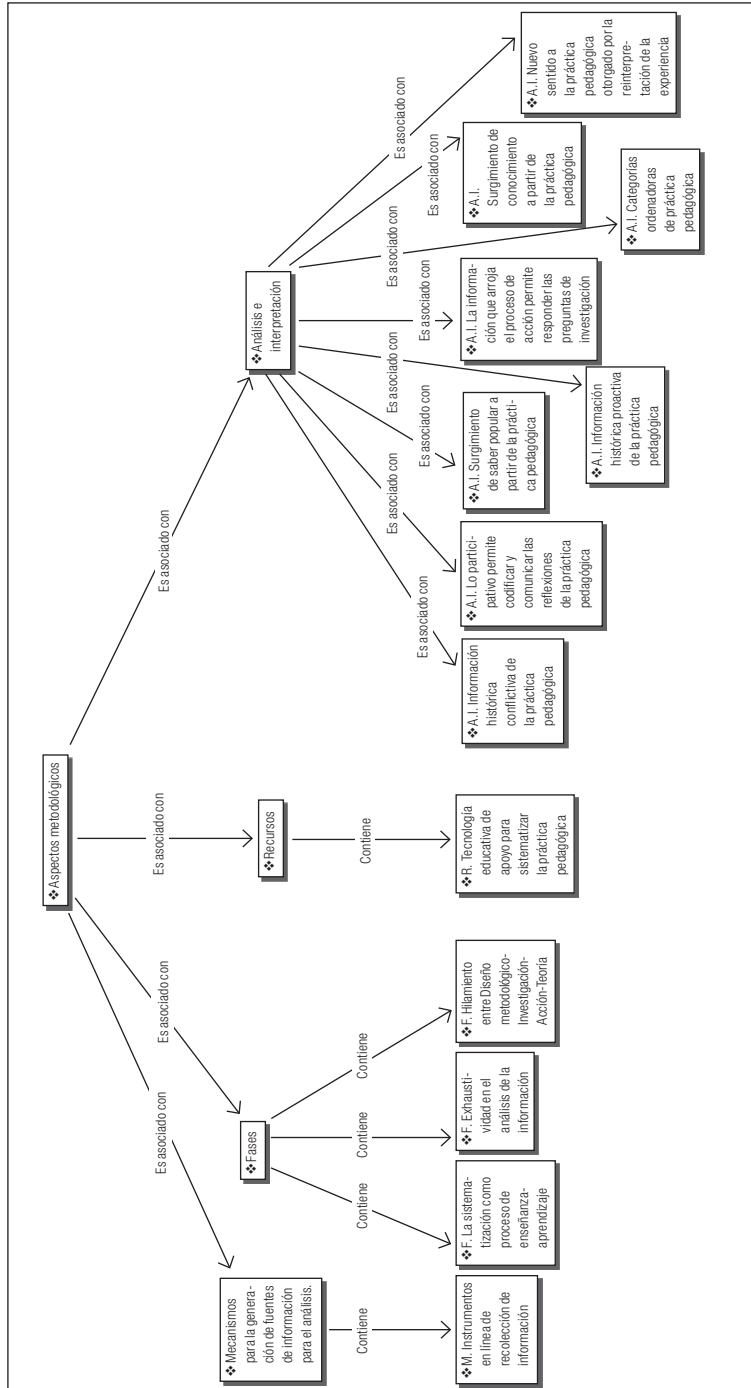 ❖ Aspectos metodológicos
Es asociado con
Es asociado con
Es asociado con
Es asociado con
❖ Mecanismos
para la genera-
ción de fuentes
de información
para el análisis.
❖ Fases
❖ Recursos
❖ Análisis e
interpretación
Contiene
Contiene
Contiene
Contiene
Contiene
Es asociado con
Es asociado con
Es asociado con
Es asociado con
Es asociado con
Es asociado con
Es asociado con
Es asociado con
❖ M. Instrumentos
en línea de
recolección de
información
❖ F. La sistema-
tización como
proceso de
enseñanza-
aprendizaje
❖ F. Exhausti-
vidad en el
análisis de la
información
❖ F. Hilamiento
entre Diseño
metodológico-
Investigación-
Acción-Teoría
❖ R. Tecnología
educativa de
apoyo para
sistematizar
la práctica
pedagógica
❖ A.I. Información
histórica
conflictiva de
la práctica
pedagógica
❖ A.I. Lo partici-
pativo permite
codificar y
comunicar las
reflexiones
de la práctica
pedagógica
❖ A.I. Surgimiento
de saber popular a
partir de la prácti-
ca pedagógica
❖ A.I. Información
histórica proactiva
de la práctica
pedagógica
❖ A.I. La informa-
ción que arroja
el proceso de
acción permite
responder las
preguntas de
investigación
❖ A.I. Categorías
ordenadoras
de práctica
pedagógica
❖ A.I.
Surgimiento de
conocimiento
a partir de
la práctica
pedagógica
❖ A.I. Nuevo
sentido a
la práctica
pedagógica
otorgado por la
reinterpre-
tación de la
experiencia